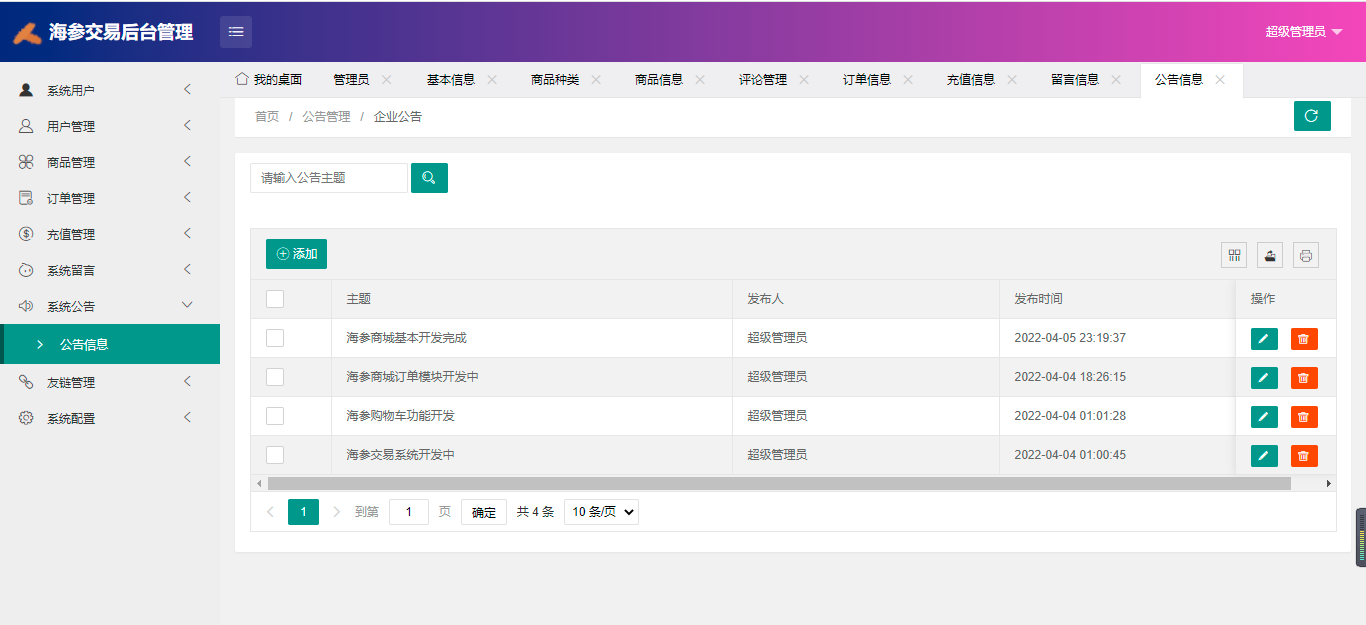 海参交易后台管理
超级管理员
我的桌面 管理员 基本信息 商品种类 商品信息 评论管理 订单信息 充值信息 留言信息 公告信息
系统用户
用户管理
商品管理
订单管理
充值管理
系统留言
系统公告
公告信息
友链管理
系统配置
首页 / 公告管理 / 企业公告
请输入公告主题
添加
主题 发布人 发布时间 操作
海参商城基本开发完成 超级管理员 2022-04-05 23:19:37
海参商城订单模块开发中 超级管理员 2022-04-04 18:26:15
海参购物车功能开发 超级管理员 2022-04-04 01:01:28
海参交易系统开发中 超级管理员 2022-04-04 01:00:45
1 到第 1 页 确定 共 4 条 10 条/页